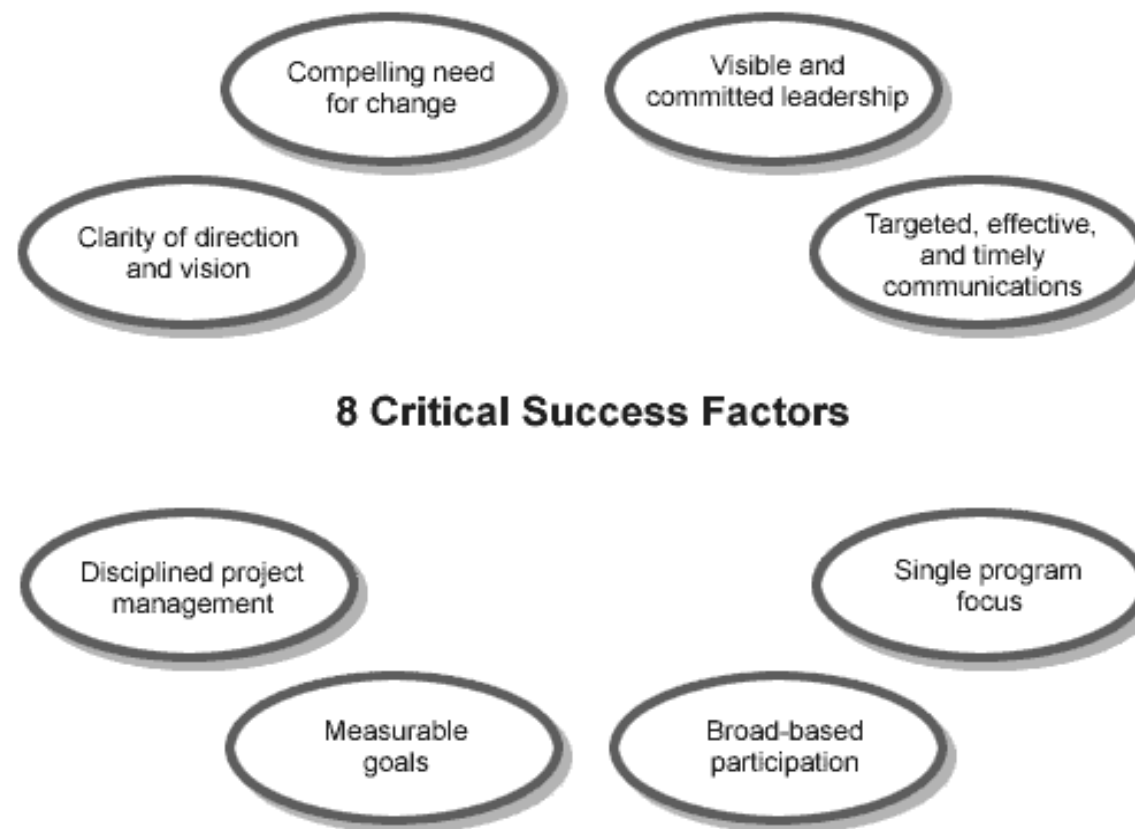 Compelling need
for change
Visible and
committed leadership
Clarity of direction
and vision
Targeted, effective,
and timely
communications
8 Critical Success Factors
Disciplined project
management
Single program
focus
Measurable
goals
Broad-based
participation